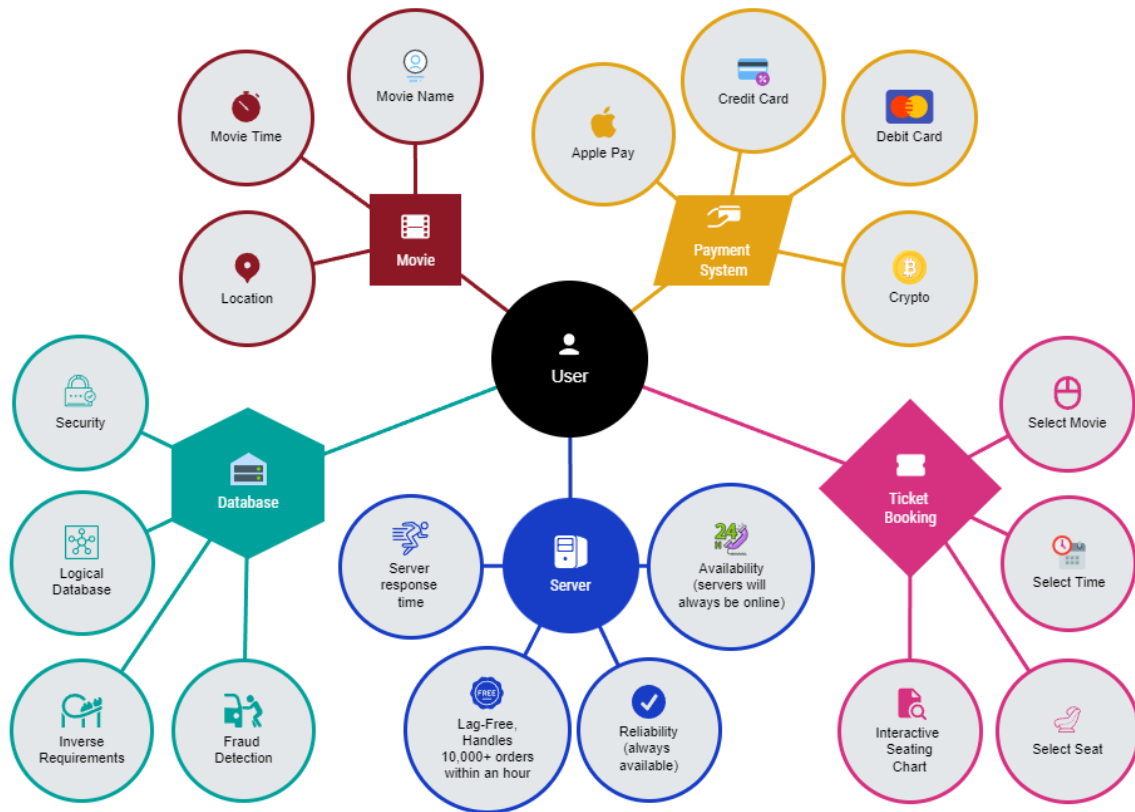 Movie Name
Movie Time
Location
Movie
Apple Pay
Credit Card
%
Debit Card
Crypto
Payment
System
User
Security
Logical
Database
Inverse
Requirements
Fraud
Detection
Database
Server
response
time
Server
24
H
Availability
(servers will
always be online)
FREE
Lag-Free,
Handles
10,000+ orders
within an hour
Reliability
(always
available)
Ticket
Booking
Select Movie
Select Time
Select Seat
Interactive
Seating
Chart